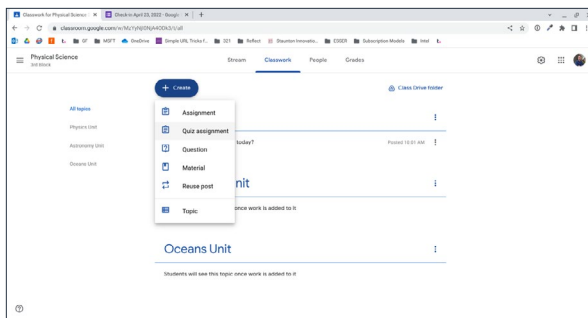 Classwork for Physical Science
Check-in April 23, 2022 - Googl
classroom.google.com
GF
MSFT
OneDrive
Simple URL Tricks f...
321
Reflect
Staunton Innovatio...
EGGER
Subscription Models
Intel
Physical Science
3rd Block
Stream
Classwork
People
Grades
Create
Class Drive folder
All topics
Physics Unit
Astronomy Unit
Oceans Unit
Assignment
Quiz assignment
Question
Material
Reuse post
Topic
today?
Posted 10:01 AM
nit
once work is added to it
Oceans Unit
Students will see this topic once work is added to it